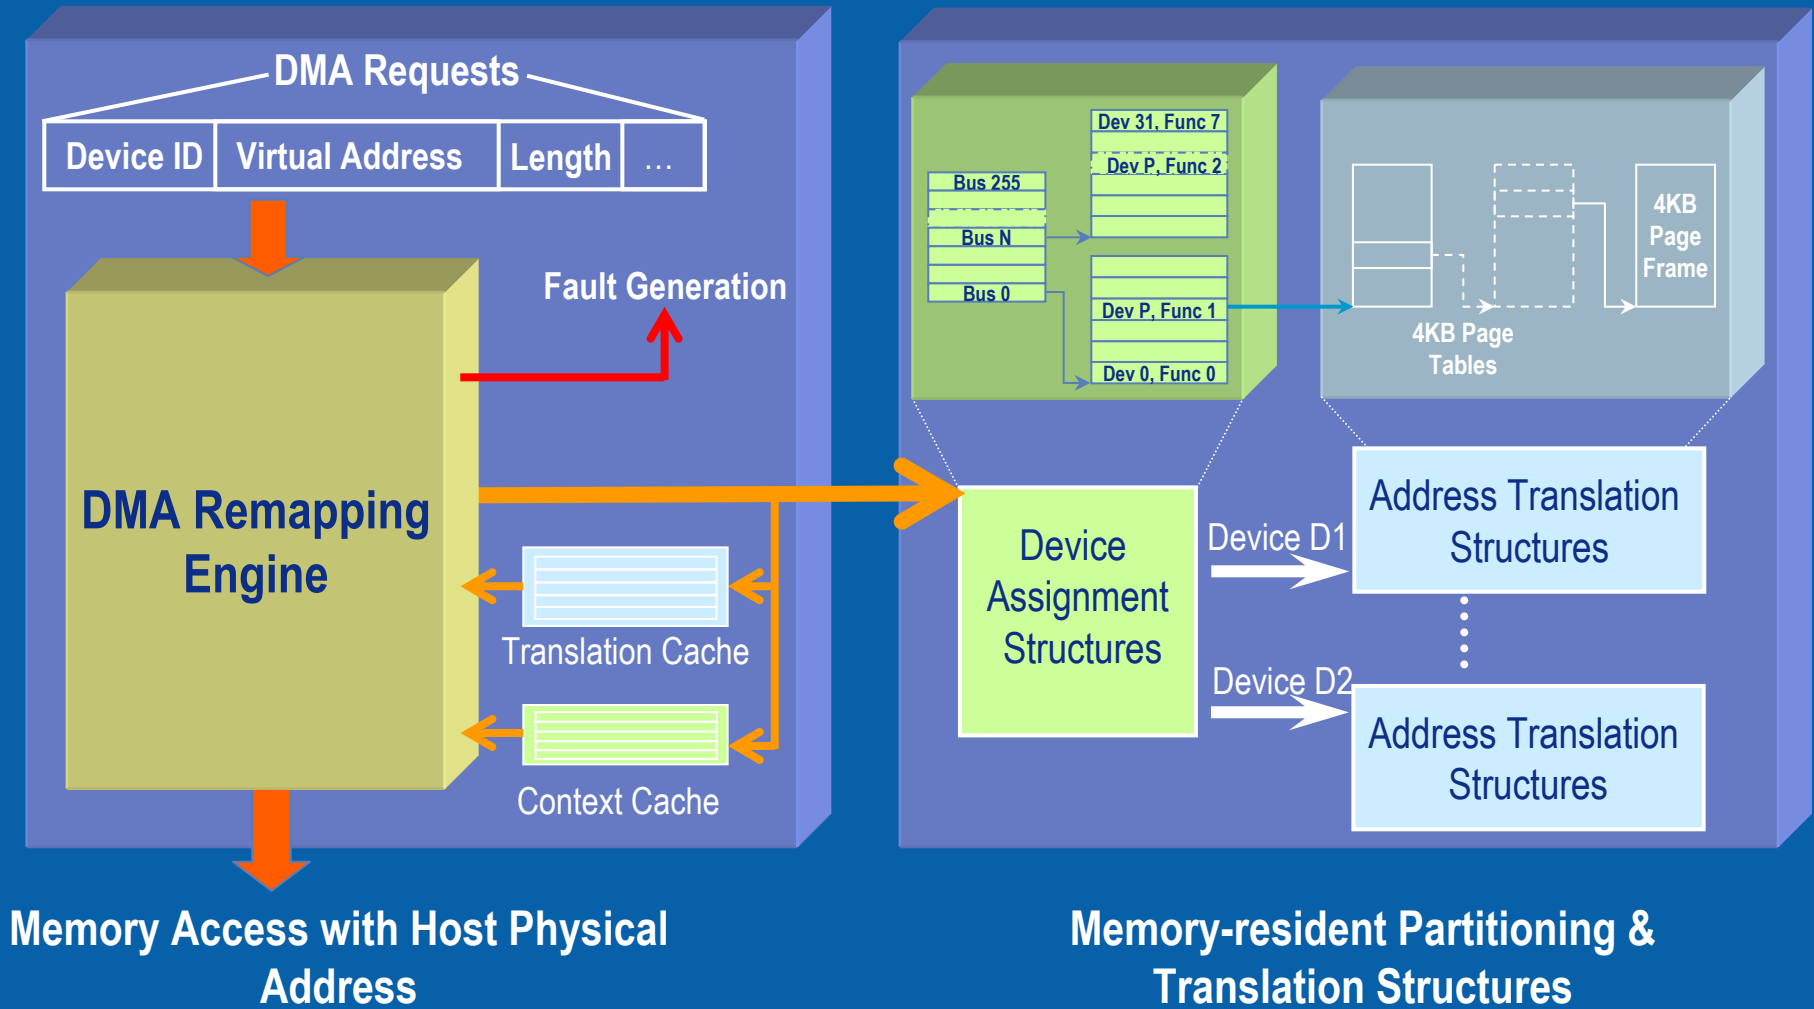 DMA Requests
Device ID
Virtual Address
Length
…
Fault Generation
DMA Remapping
Engine
Translation Cache
Context Cache
Memory Access with Host Physical
Address
Bus 255
Bus N
Bus 0
Dev 31, Func 7
Dev P, Func 2
Dev P, Func 1
Dev 0, Func 0
4KB Page
Tables
4KB
Page
Frame
Device
Assignment
Structures
Device D1
Device D2
Address Translation
Structures
Address Translation
Structures
Memory-resident Partitioning &
Translation Structures